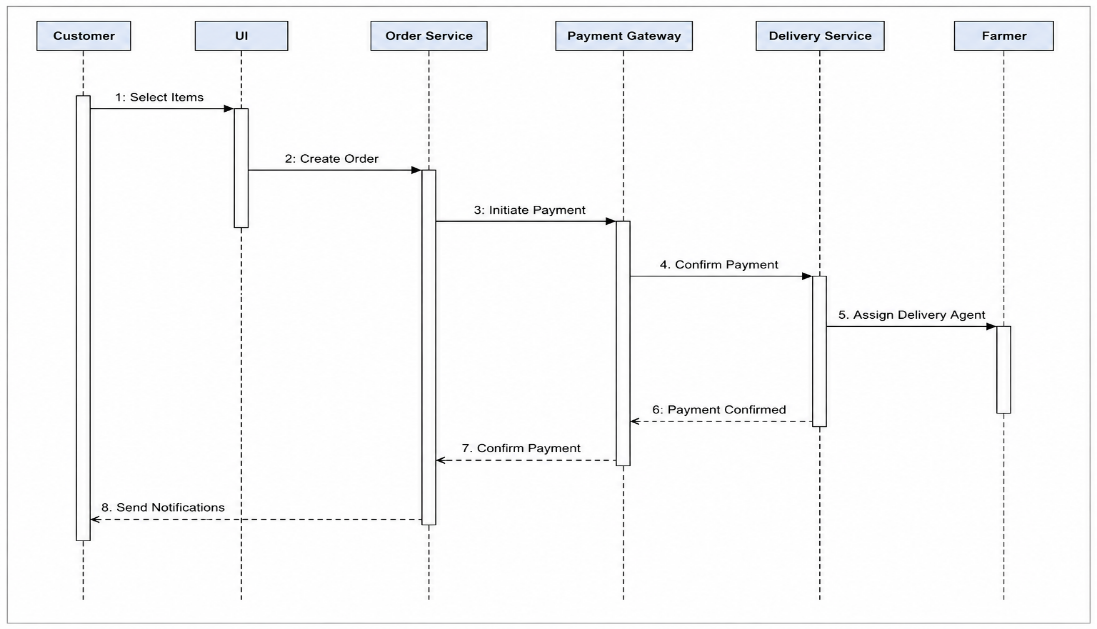 Customer
UI
Order Service
Payment Gateway
Delivery Service
Farmer
1: Select Items
2: Create Order
3: Initiate Payment
4. Confirm Payment
5. Assign Delivery Agent
6: Payment Confirmed
7. Confirm Payment
8. Send Notifications